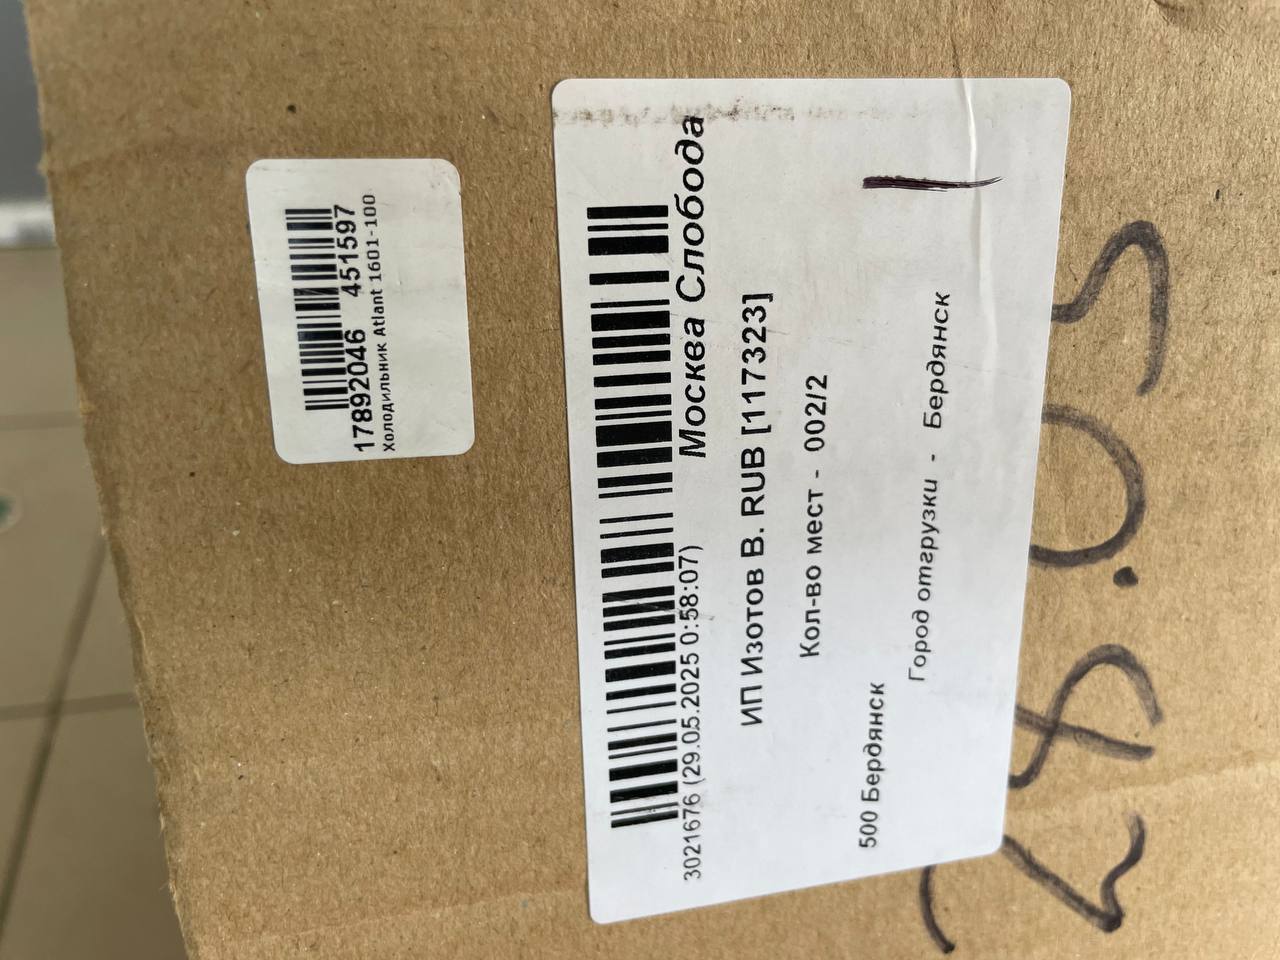 17892046 451597
Холодильник Atlant 1601-100
Москва Слобода
3021676 (29.05.2025 0:58:07)
ИП Изотов В. RUB [117323]
Кол-во мест - 002/2
500 Бердянск
Город отгрузки - Бердянск
28.05